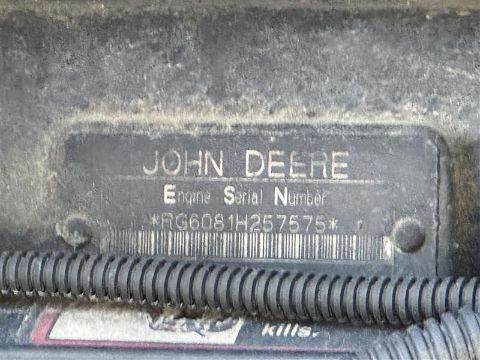 JOHN DEERE
Engine Serial Number
*RG6081H257575*
kills.